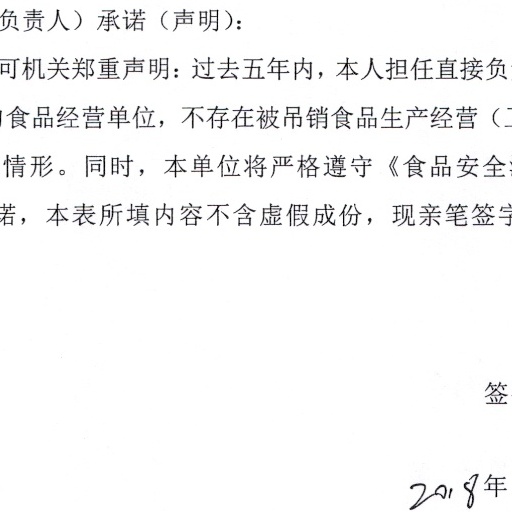 负责人）承诺（声明）：
可机关郑重声明：过去五年内，本人担任直接负
食品经营单位，不存在被吊销食品生产经营（
情形。同时，本单位将严格遵守《食品安全
诺，本表所填内容不含虚假成份，现亲笔签字
签
2018年